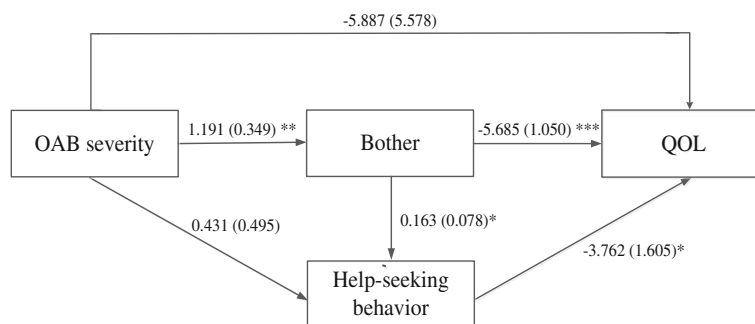 -5.887 (5.578)
OAB severity
1.191 (0.349) **
Bother
-5.685 (1.050) ***
QOL
0.431 (0.495)
0.163 (0.078)*
-3.762 (1.605)*
Help-seeking
behavior